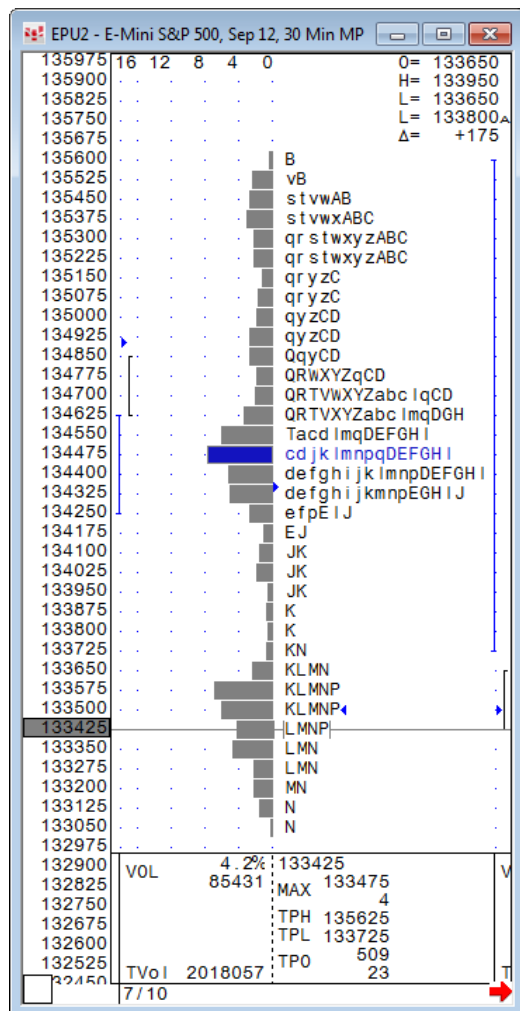 EPU2 - E-Mini S&P 500, Sep 12, 30 Min MP
135975 16 12 8 4 0 O= 133650
135900 H= 133950
135825 L= 133650
135750 L= 133800A
135675 Δ= +175
135600 B
135525 vB
135450 stvwAB
135375 stvwxABC
135300 qrstwxyzABC
135225 qrstwxyzABC
135150 qryzC
135075 qryzC
135000 qyzCD
134925 qyzCD
134850 QqyCD
134775 QRWXYZqCD
134700 QRTVWXYZabclqCD
134625 QRTVXYZabclmqDGH
134550 TacdlmqDEFGHI
134475 cdjklmnpqDEFGHI
134400 defghijklmnpDEFGHI
134325 defghijkmnpEGHIJ
134250 efpEIJ
134175 EJ
134100 JK
134025 JK
133950 JK
133875 K
133800 K
133725 KN
133650 KLMN
133575 KLMNP
133500 KLMNP
133425 LMNP
133350 LMN
133275 LMN
133200 MN
133125 N
133050 N
132975
132900 VOL 4.2% 133425 V
132825 85431 MAX 133475
132750 4
132675 TPH 135625
TPL 133725
132600 509
132525 TVol 2018057 TPO 23 T
132450
7/10